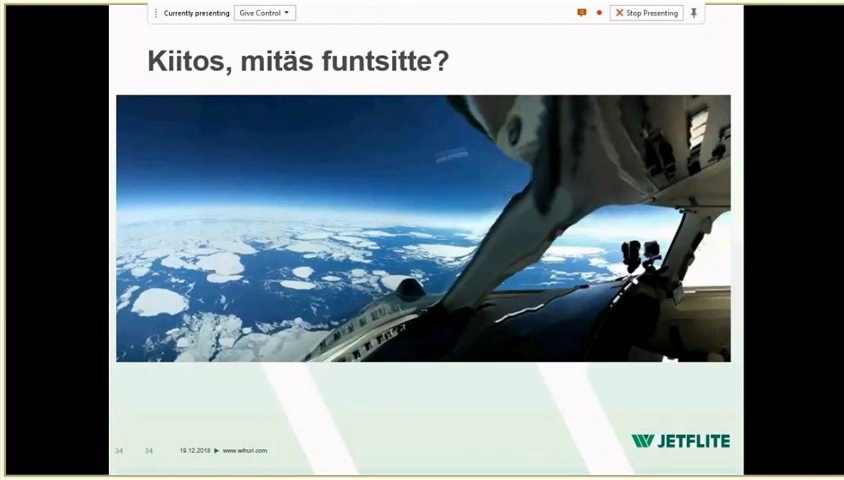 Currently presenting Give Control Stop Presenting
Kiitos, mitäs funtsitte?
34 34 19.12.2018 www.wihuri.com
JETFLITE